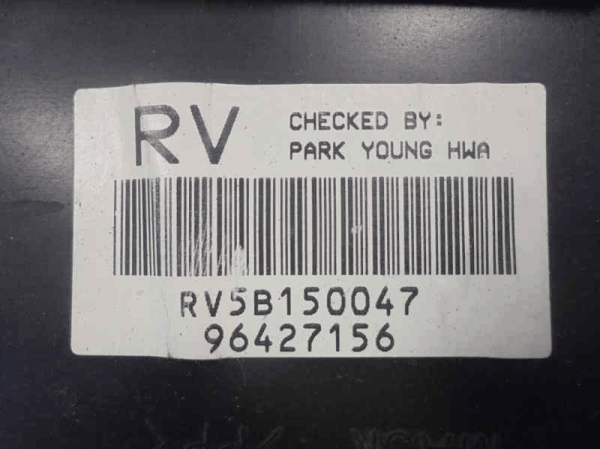 RV
CHECKED BY:
PARK YOUNG HWA
RV5B150047
96427156